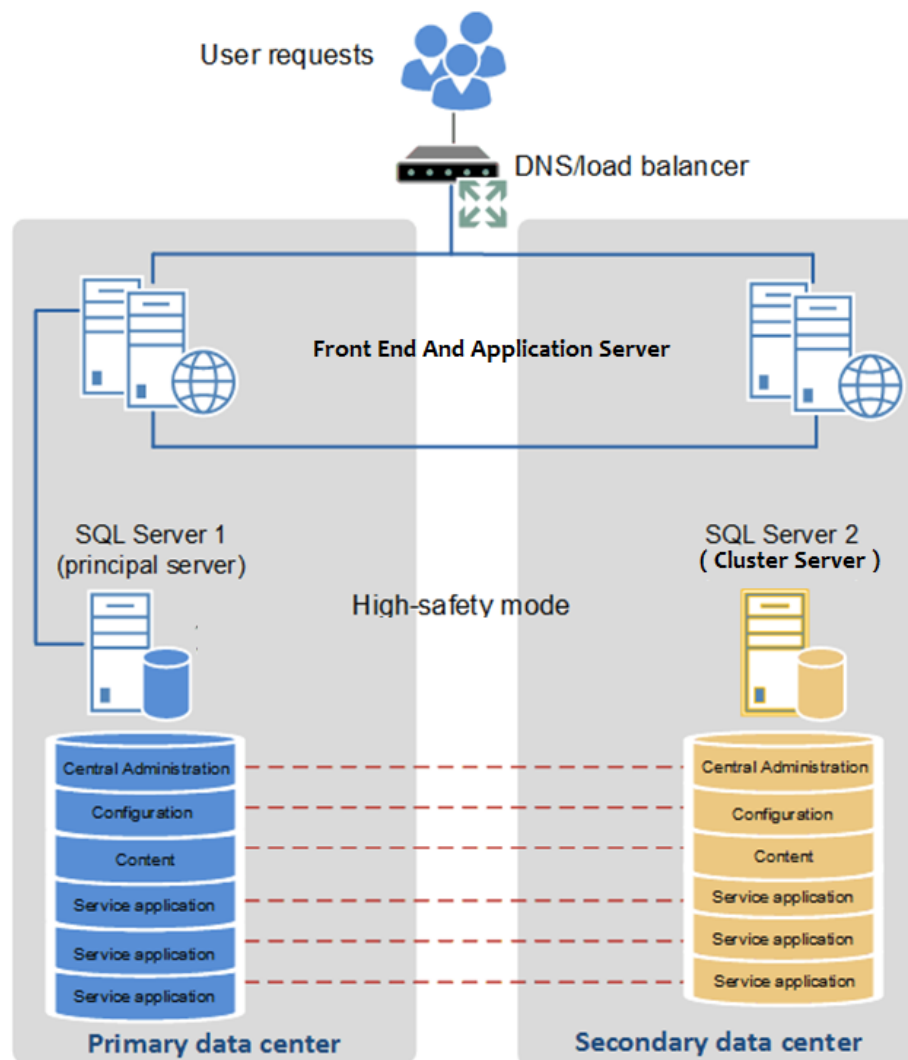 User requests
DNS/load balancer
Front End And Application Server
SQL Server 1
(principal server)
SQL Server 2
( Cluster Server )
High-safety mode
Central Administration
Configuration
Content
Service application
Service application
Service application
Central Administration
Configuration
Content
Service application
Service application
Service application
Primary data center
Secondary data center